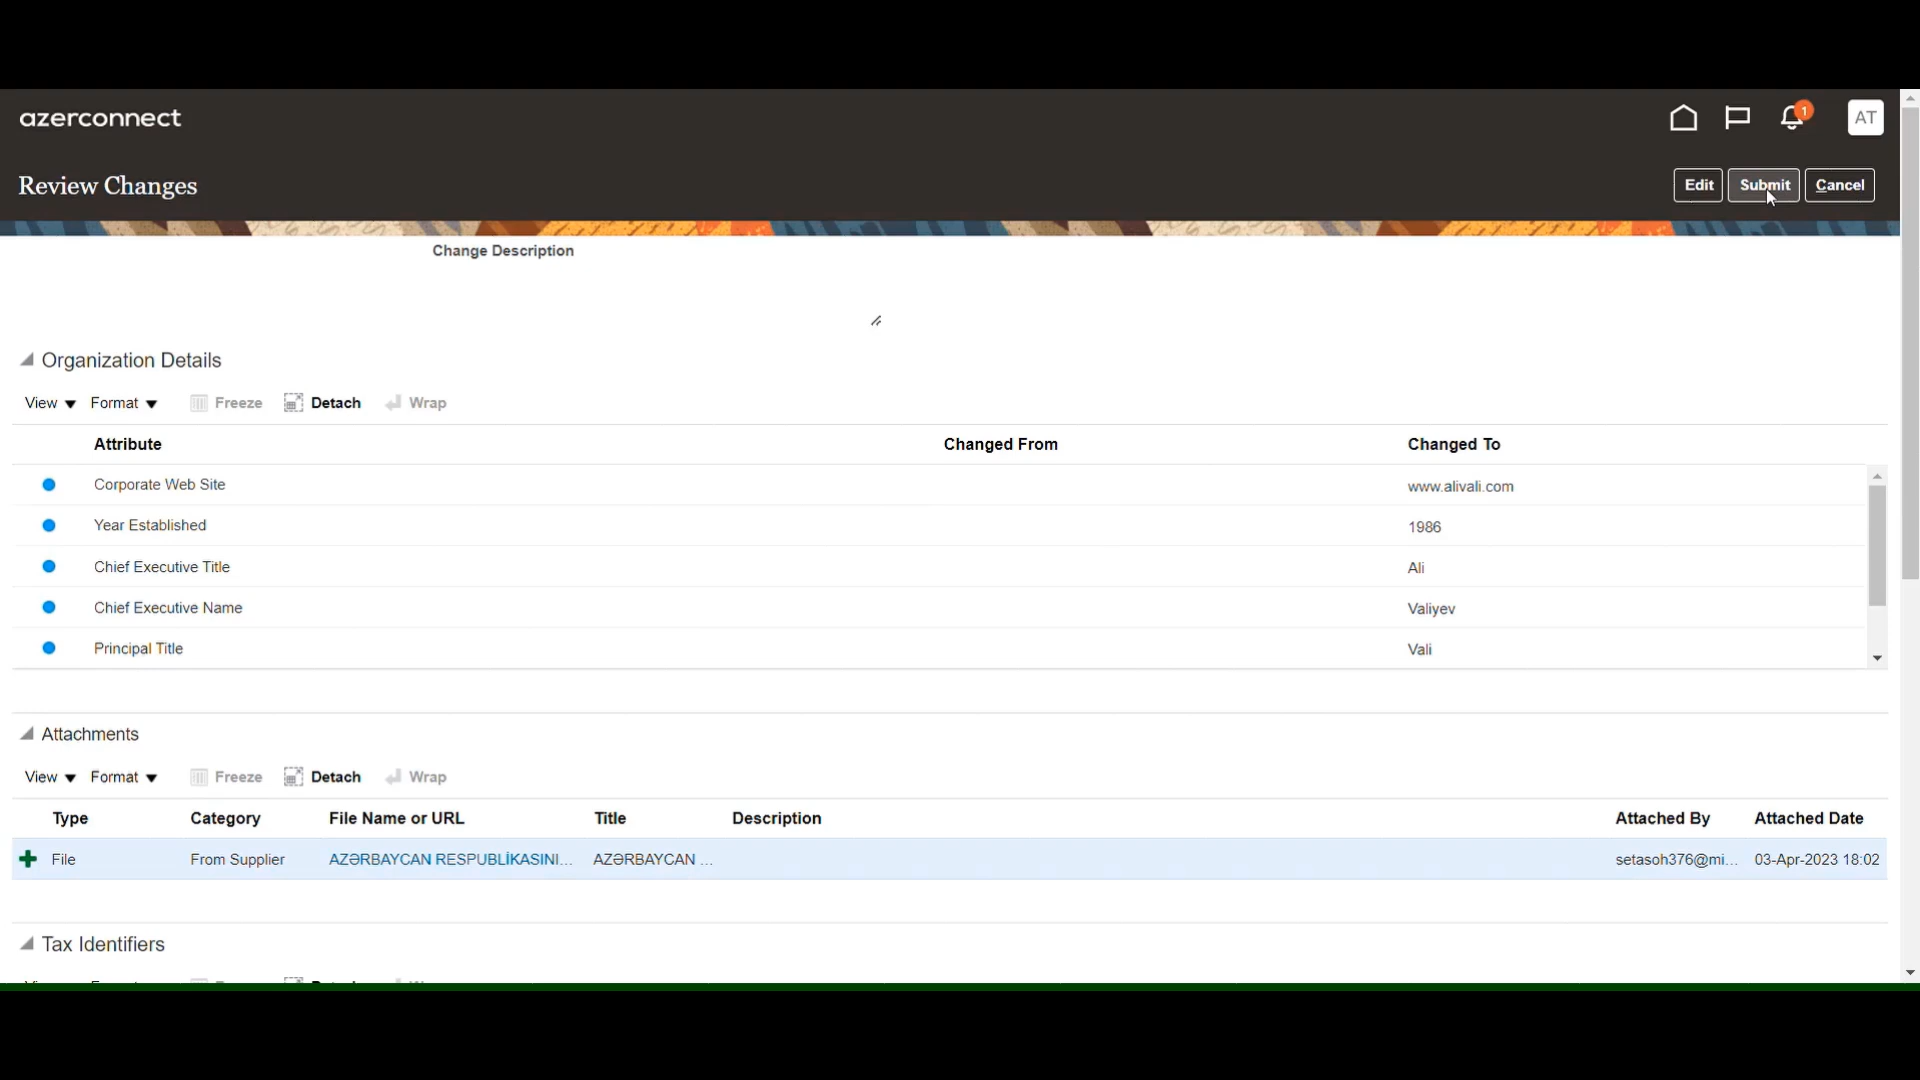 azerconnect
1
AT
Review Changes
Edit Submit Cancel
Change Description
Organization Details
View Format Freeze Detach Wrap
Attribute Changed From Changed To
Corporate Web Site www.alivali.com
Year Established 1986
Chief Executive Title Ali
Chief Executive Name Valiyev
Principal Title Vali
Attachments
View Format Freeze Detach Wrap
Type Category File Name or URL Title Description Attached By Attached Date
File From Supplier AZƏRBAYCAN RESPUBLİKASINI... AZƏRBAYCAN ... setasoh376@mi... 03-Apr-2023 18:02
Tax Identifiers